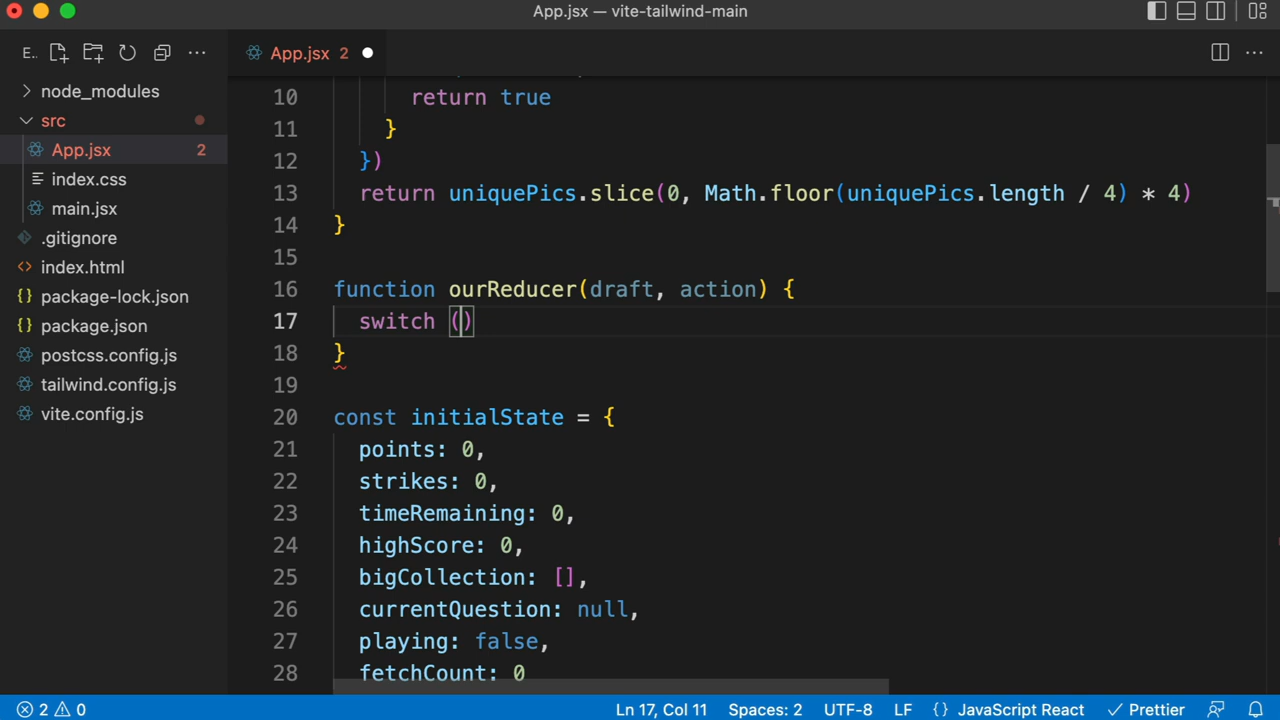 App.jsx — vite-tailwind-main
E..
App.jsx 2
node_modules
src
App.jsx 2
index.css
main.jsx
.gitignore
index.html
package-lock.json
package.json
postcss.config.js
tailwind.config.js
vite.config.js
10 return true
11 }
12 })
13 return uniquePics.slice(0, Math.floor(uniquePics.length / 4) * 4)
14 }
15
16 function ourReducer(draft, action) {
17 switch ()
18 }
19
20 const initialState = {
21 points: 0,
22 strikes: 0,
23 timeRemaining: 0,
24 highScore: 0,
25 bigCollection: [],
26 currentQuestion: null,
27 playing: false,
28 fetchCount: 0
2 0 Ln 17, Col 11 Spaces: 2 UTF-8 LF {} JavaScript React Prettier